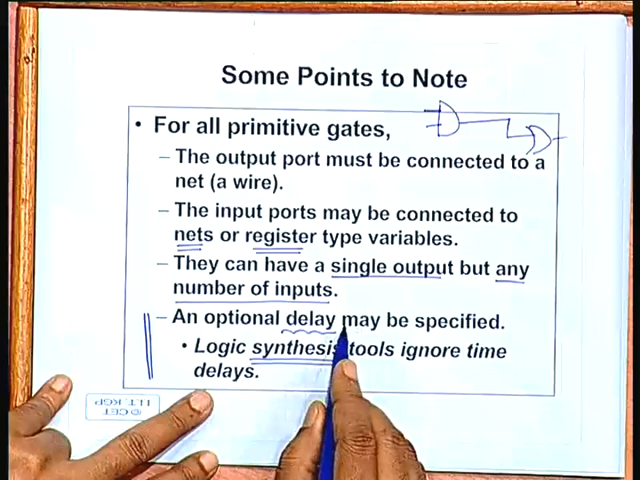 Some Points to Note
• For all primitive gates,
– The output port must be connected to a
net (a wire).
– The input ports may be connected to
nets or register type variables.
– They can have a single output but any
number of inputs.
– An optional delay may be specified.
• Logic synthesis tools ignore time
delays.
© CET
I.I.T. KGP